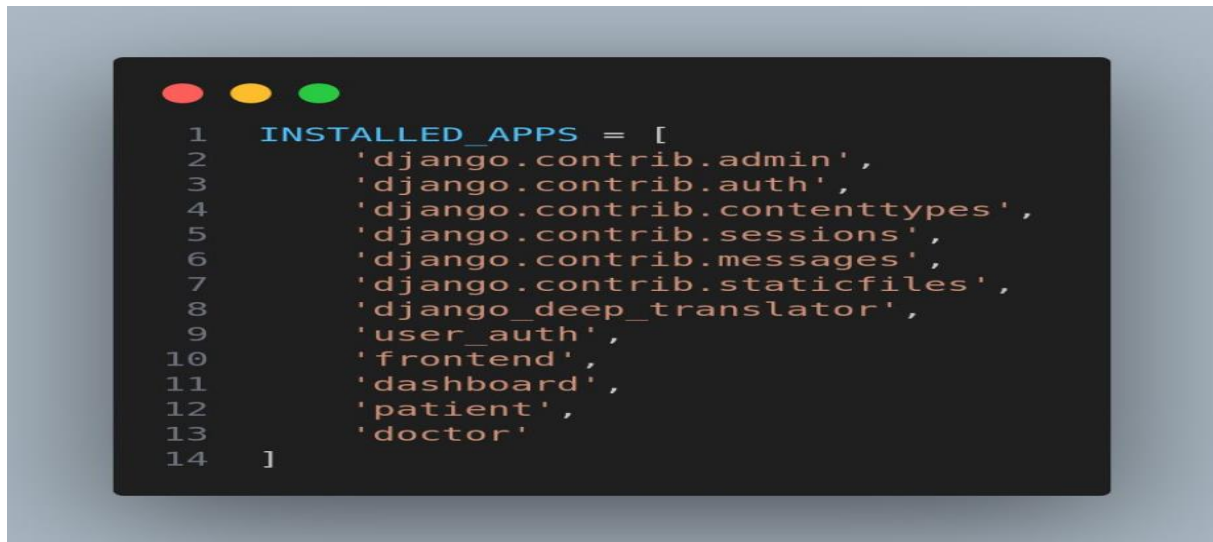 1 INSTALLED_APPS = [
2 'django.contrib.admin',
3 'django.contrib.auth',
4 'django.contrib.contenttypes',
5 'django.contrib.sessions',
6 'django.contrib.messages',
7 'django.contrib.staticfiles',
8 'django_deep_translator',
9 'user_auth',
10 'frontend',
11 'dashboard',
12 'patient',
13 'doctor'
14 ]